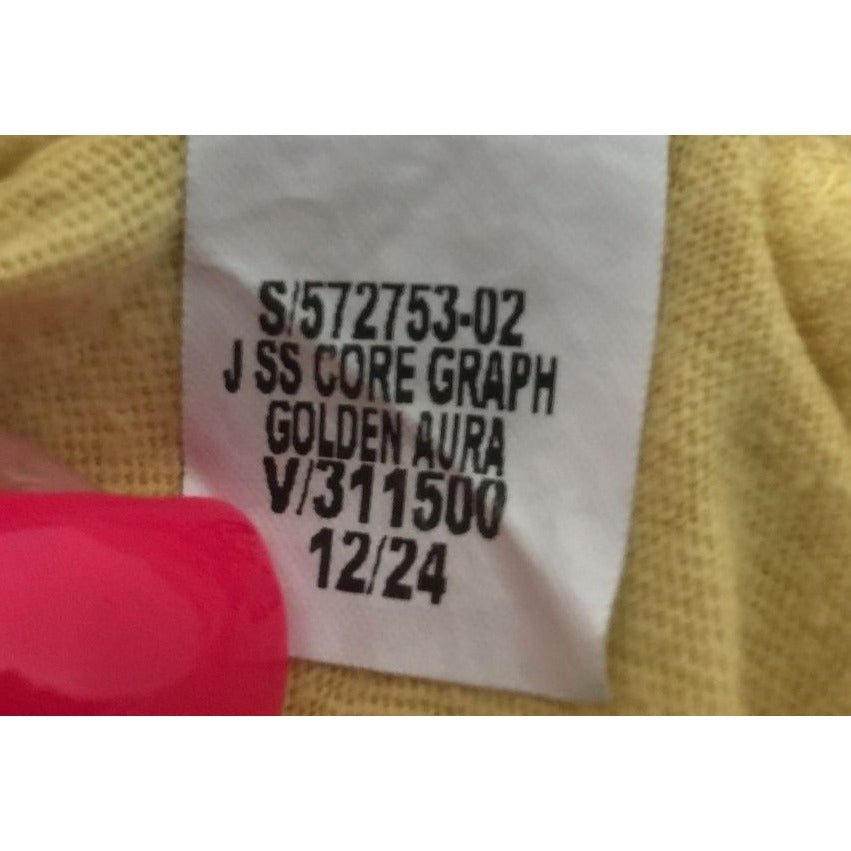 S/572753-02
J SS CORE GRAPH
GOLDEN AURA
V/311500
12/24